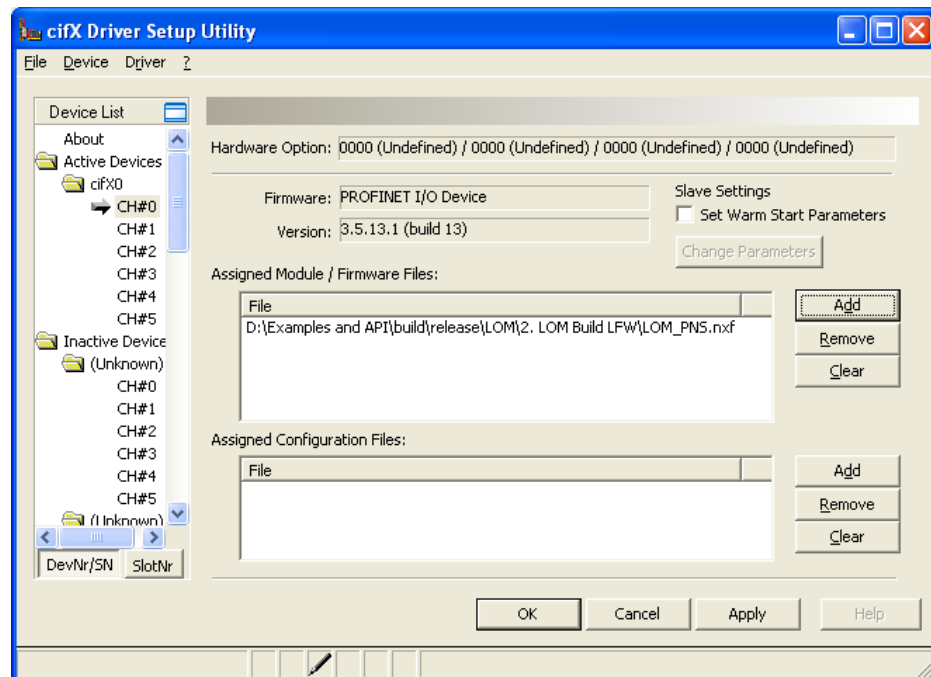 cifX Driver Setup Utility
File Device Driver ?
Device List
About
Active Devices
cifX0
CH#0
CH#1
CH#2
CH#3
CH#4
CH#5
Inactive Device
(Unknown)
CH#0
CH#1
CH#2
CH#3
CH#4
CH#5
(Unknown)
DevNr/SN SlotNr
Hardware Option: 0000 (Undefined) / 0000 (Undefined) / 0000 (Undefined) / 0000 (Undefined)
Firmware: PROFINET I/O Device
Version: 3.5.13.1 (build 13)
Slave Settings
Set Warm Start Parameters
Change Parameters
Assigned Module / Firmware Files:
File
D:\Examples and API\build\release\LOM\2. LOM Build LFW\LOM_PNS.nxf
Add
Remove
Clear
Assigned Configuration Files:
File
Add
Remove
Clear
OK Cancel Apply Help